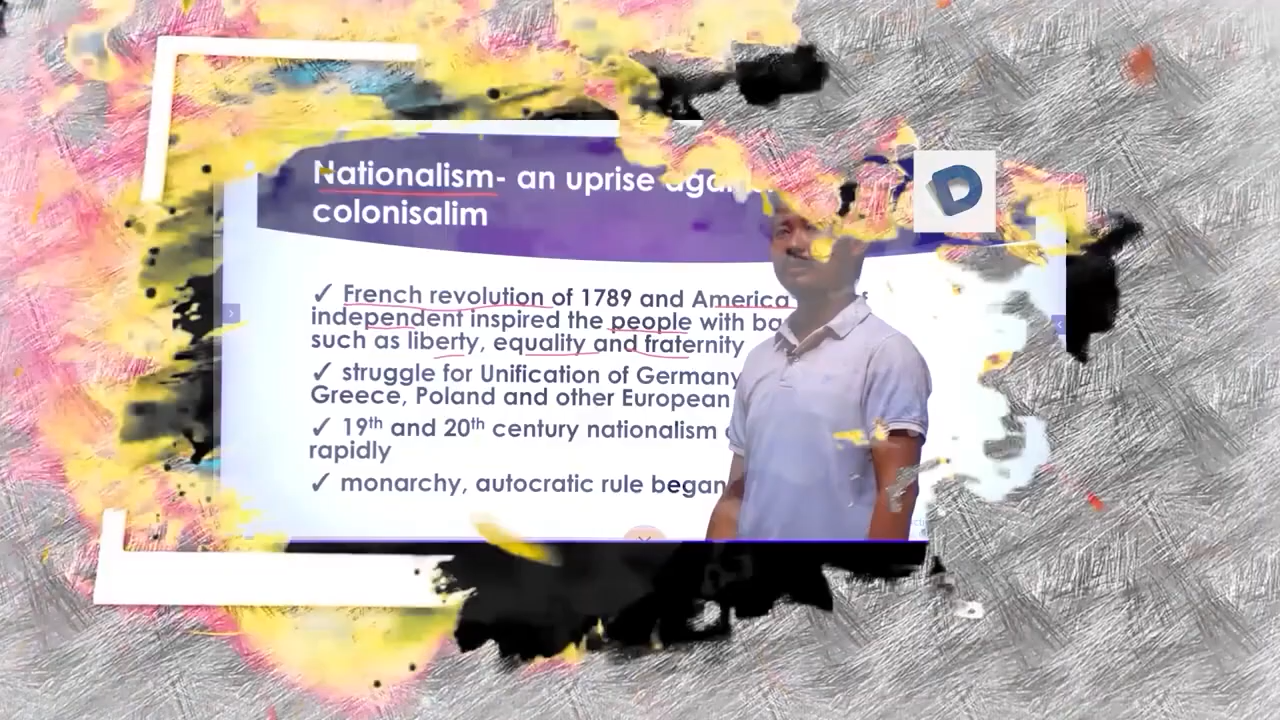 Nationalism- an uprise
colonisalim
D
✓ French revolution of 1789 and America
independent inspired the people with
such as liberty, equality and fraternity
✓ struggle for Unification of Germany
Greece, Poland and other European
✓ 19th and 20th century nationalism
rapidly
✓ monarchy, autocratic rule began